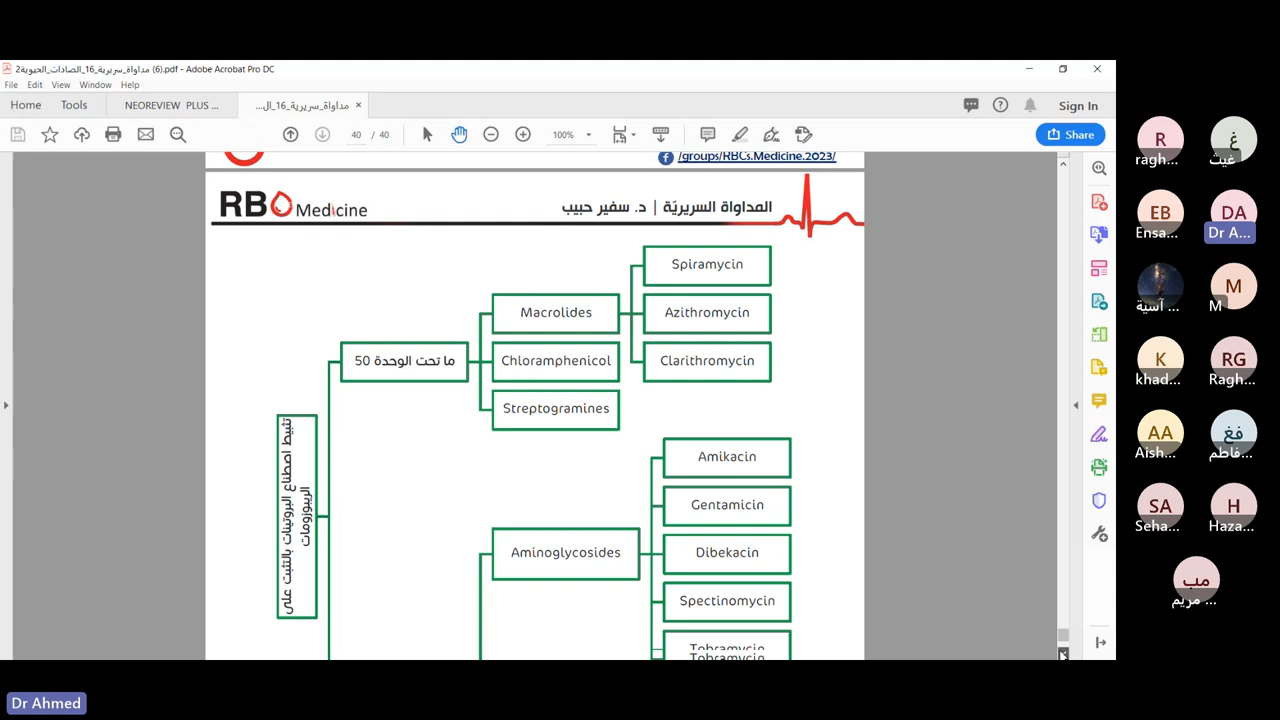 مداواة_سريرية_16_الصادات_الحيوية2 (6).pdf - Adobe Acrobat Pro DC
File Edit View Window Help
Home Tools NEOREVIEW PLUS ... مداواة_سريرية_16_ال... ×
40 / 40 100% Share
Sign In
/groups/RBCs.Medicine.2023/
RB Medicine
المداواة السريريّة | د. سفير حبيب
Spiramycin
Macrolides
Azithromycin
ما تحت الوحدة 50
Chloramphenicol
Clarithromycin
Streptogramines
تثبيط اصطناع البروتينات بالتثبت على
الريبوزومات
Amikacin
Gentamicin
Aminoglycosides
Dibekacin
Spectinomycin
Tobramycin
R
ragh...
غ
غيث
EB
Ensa...
DA
Dr A...
آسية ...
M
M
K
khad...
RG
Ragh...
AA
Aish...
فغ
فاطم...
SA
Seha...
H
Haza...
مب
مريم ...
Dr Ahmed